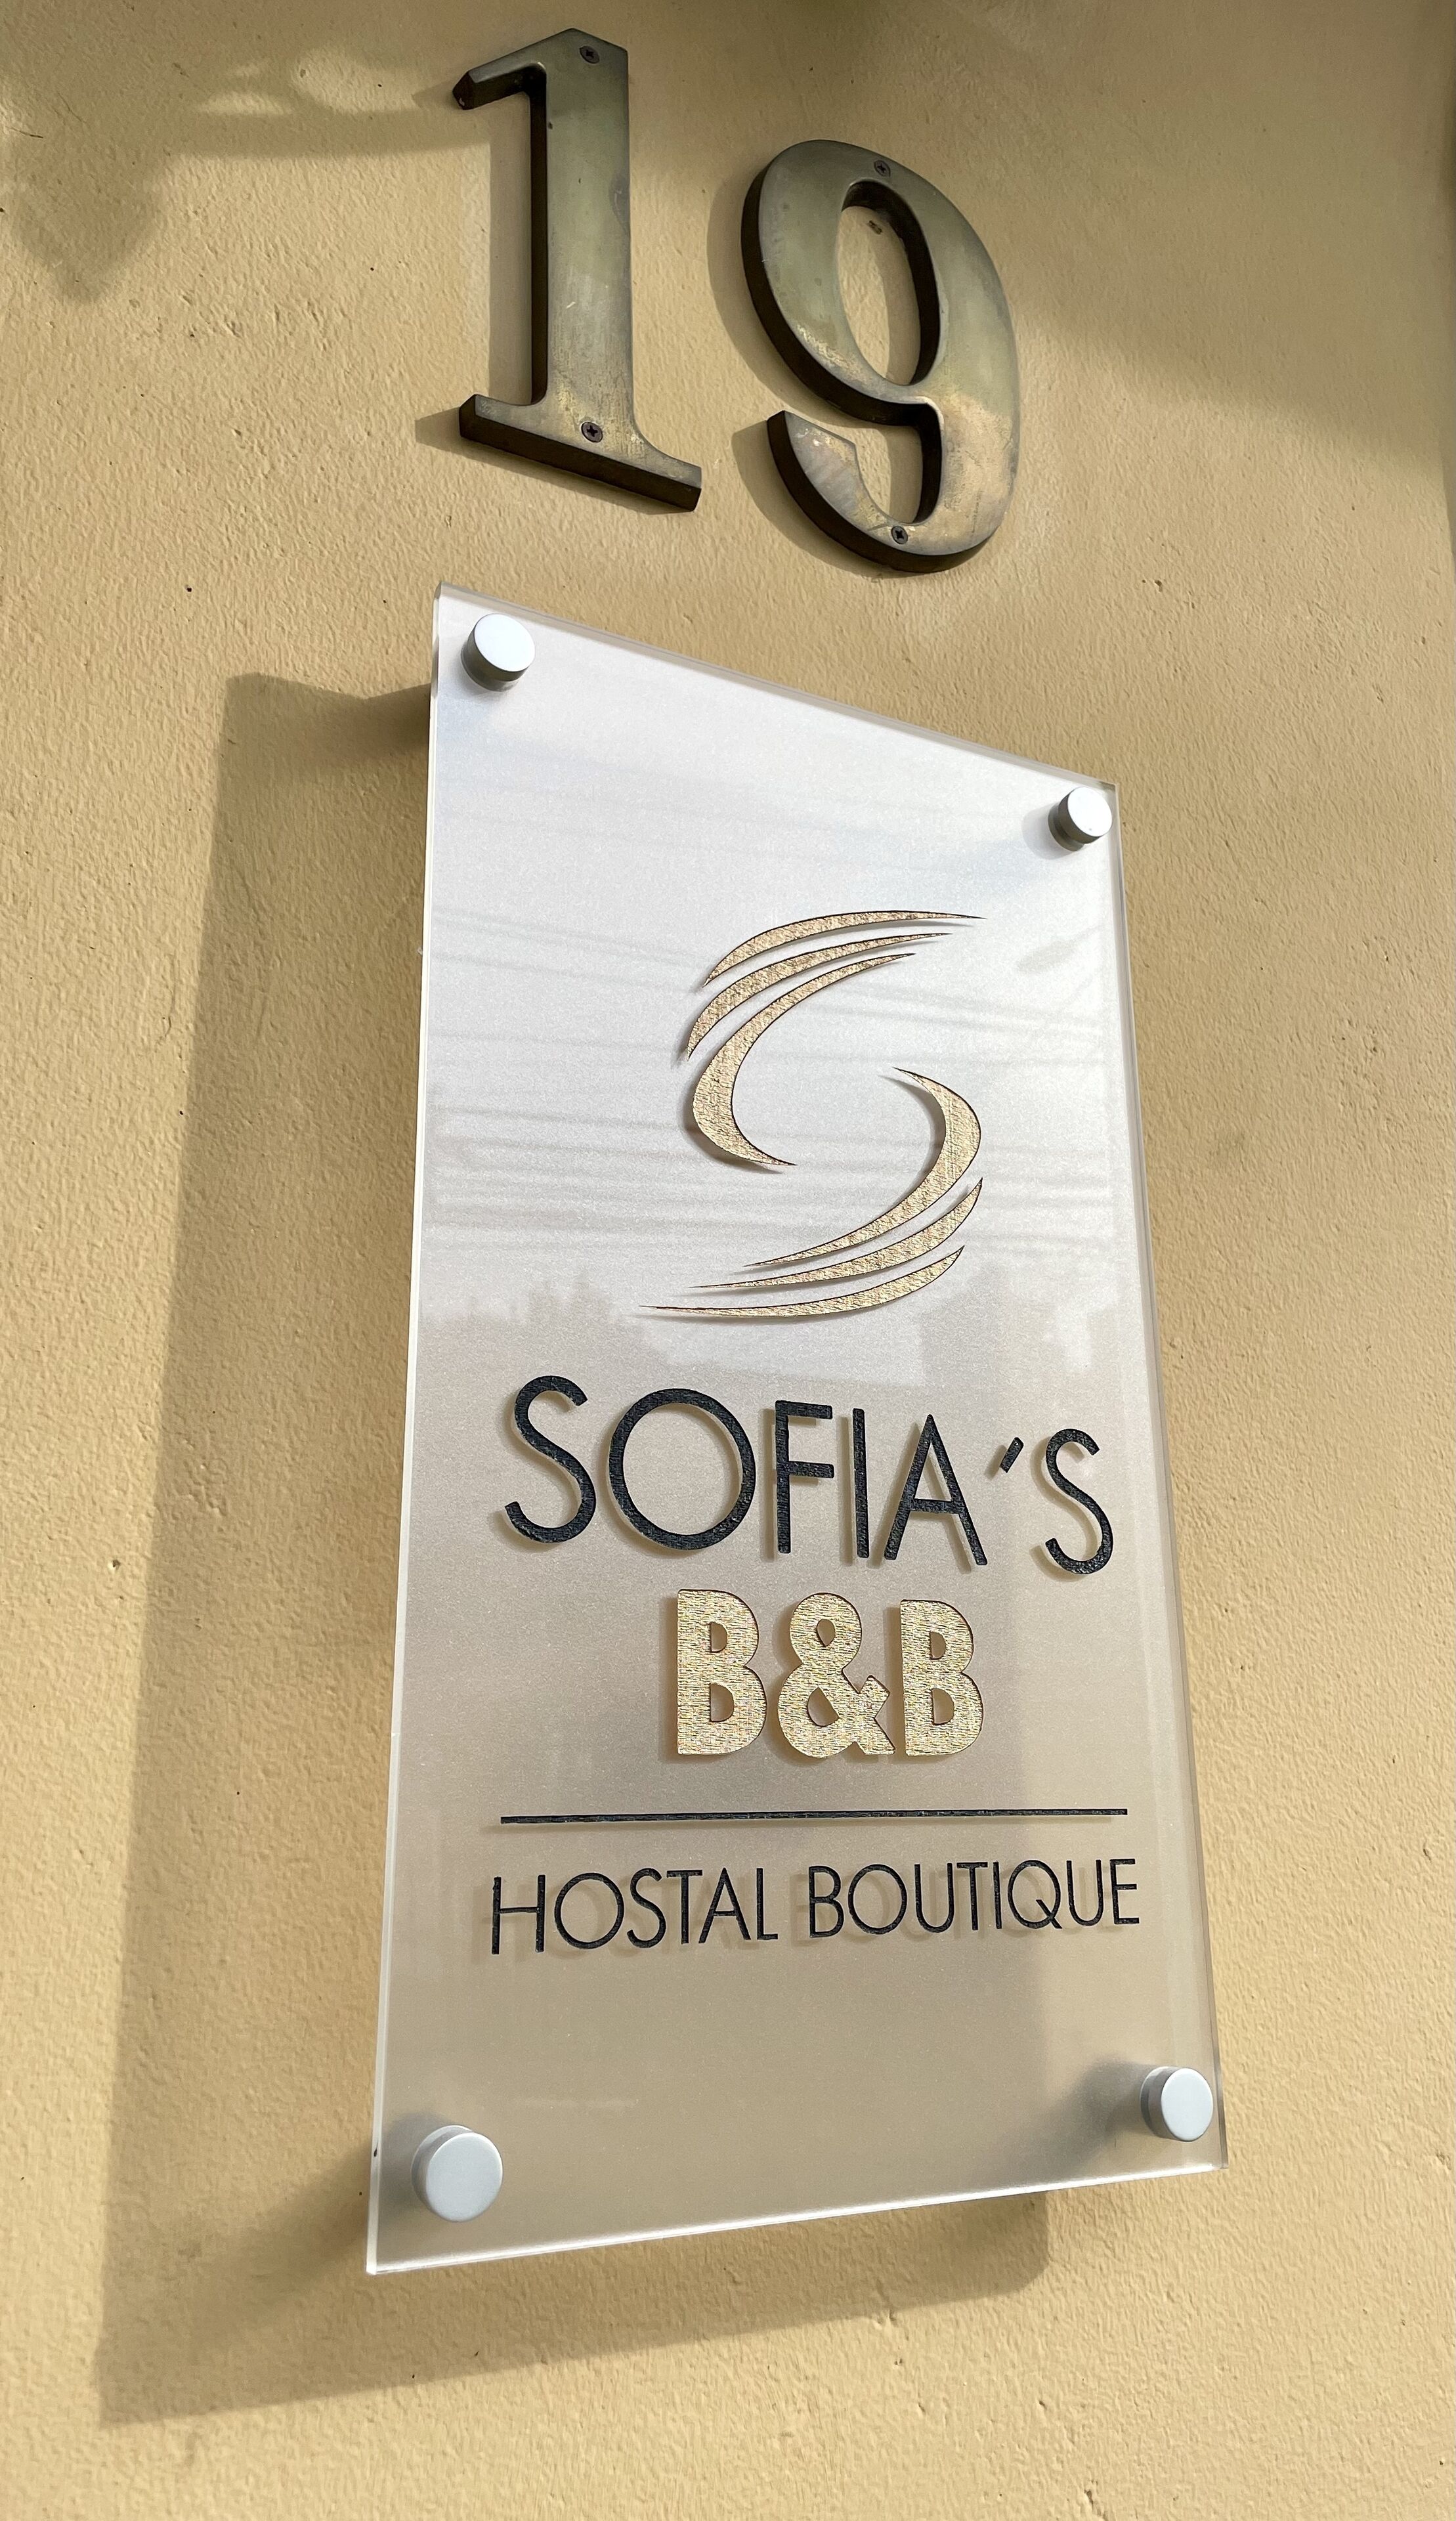 19
SOFIA´S
B&B
HOSTAL BOUTIQUE